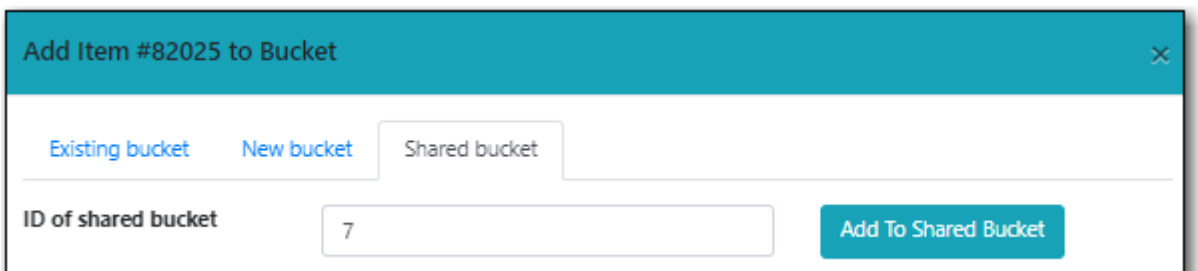 Add Item #82025 to Bucket ×
Existing bucket New bucket Shared bucket
ID of shared bucket 7 Add To Shared Bucket